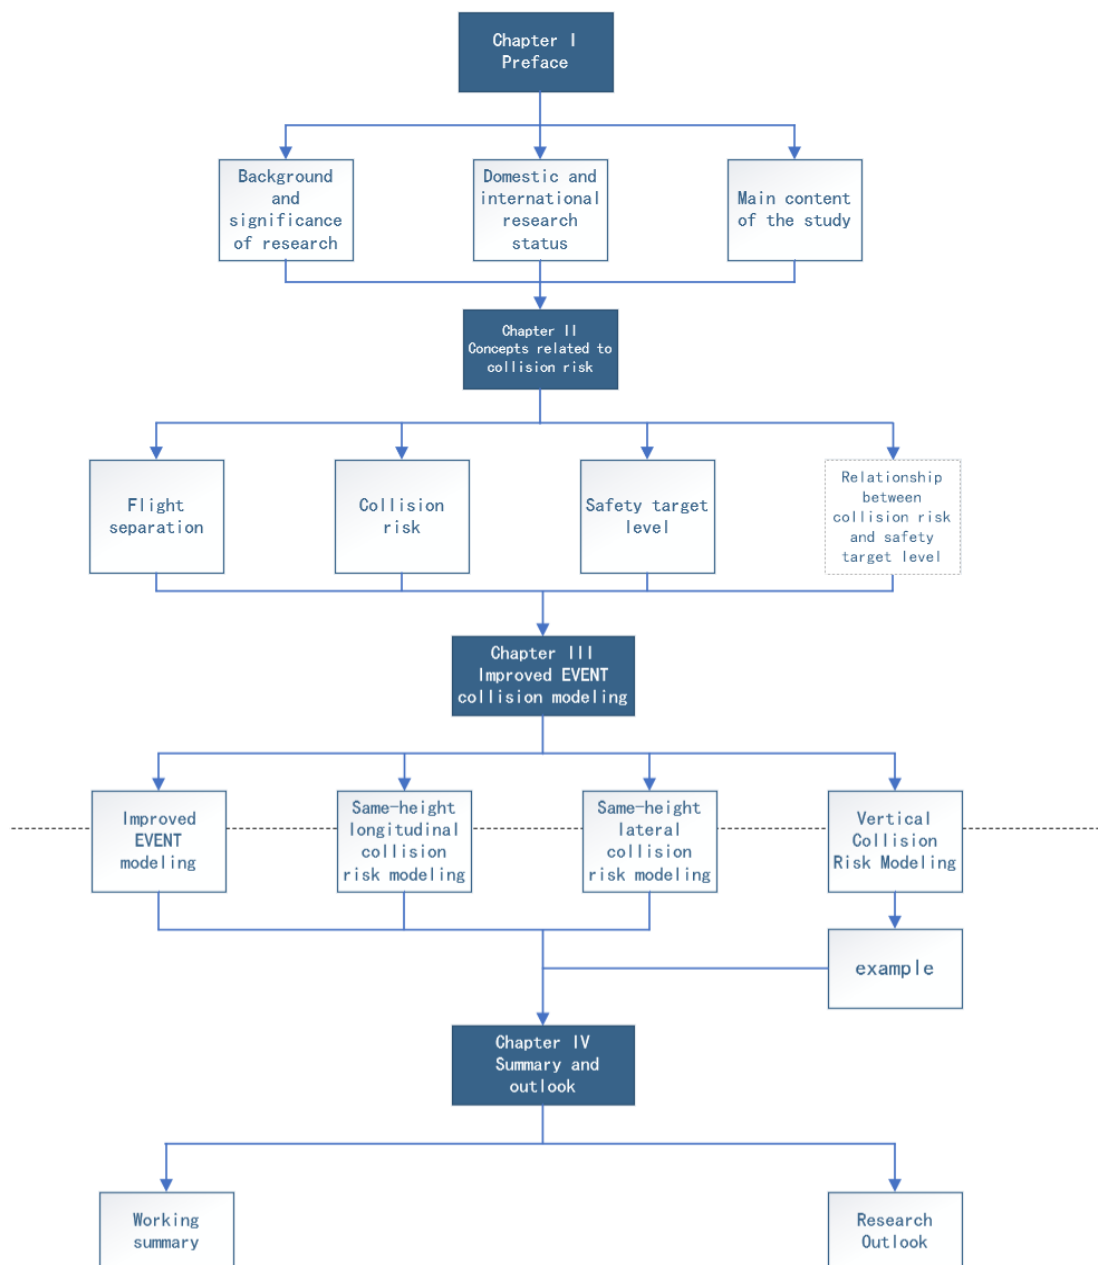 Chapter I
Preface
Background
and
significance
of research
Domestic and
international
research
status
Main content
of the study
Chapter II
Concepts related to
collision risk
Flight
separation
Collision
risk
Safety target
level
Relationship
between
collision risk
and safety
target level
Chapter III
Improved EVENT
collision modeling
Improved
EVENT
modeling
Same-height
longitudinal
collision
risk modeling
Same-height
lateral
collision
risk modeling
Vertical
Collision
Risk Modeling
example
Chapter IV
Summary and
outlook
Working
summary
Research
Outlook